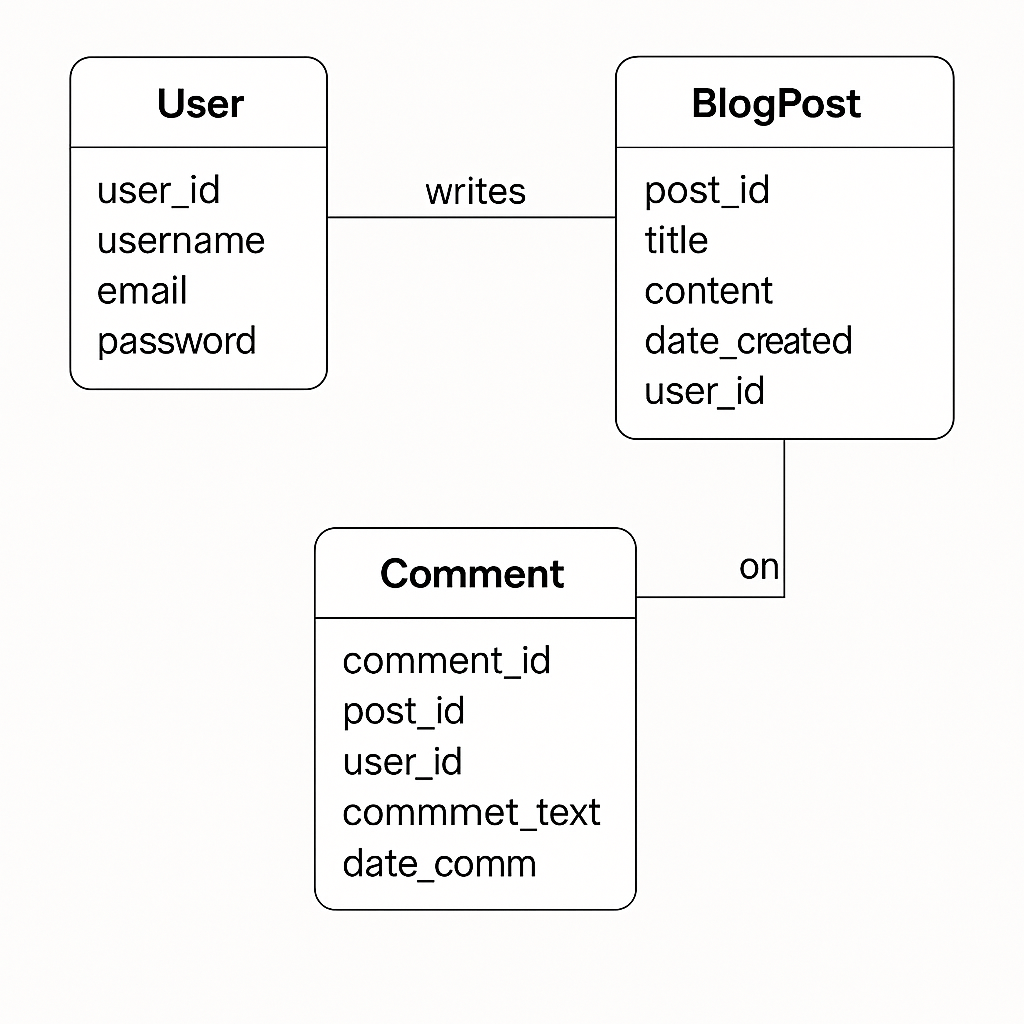 User
user_id
username
email
password
writes
BlogPost
post_id
title
content
date_created
user_id
on
Comment
comment_id
post_id
user_id
commmet_text
date_comm